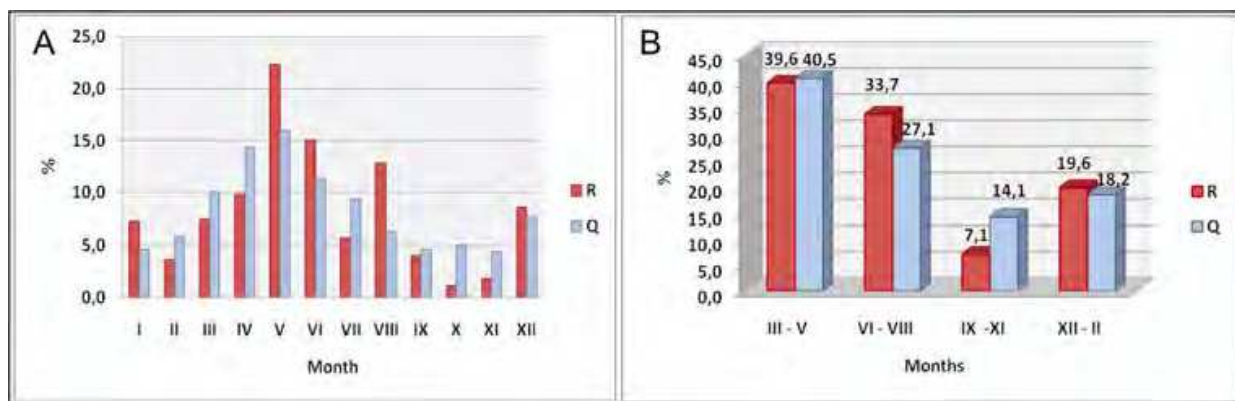 A
25,0
20,0
15,0
10,0
5,0
0,0
%
I II III IV V VI VII VIII IX X XI XII
Month
R
Q
B
45,0
40,0
35,0
30,0
25,0
20,0
15,0
10,0
5,0
0,0
%
39,6 40,5
33,7
27,1
7,1
14,1
19,6
18,2
III - V VI - VIII IX -XI XII - II
Months
R
Q